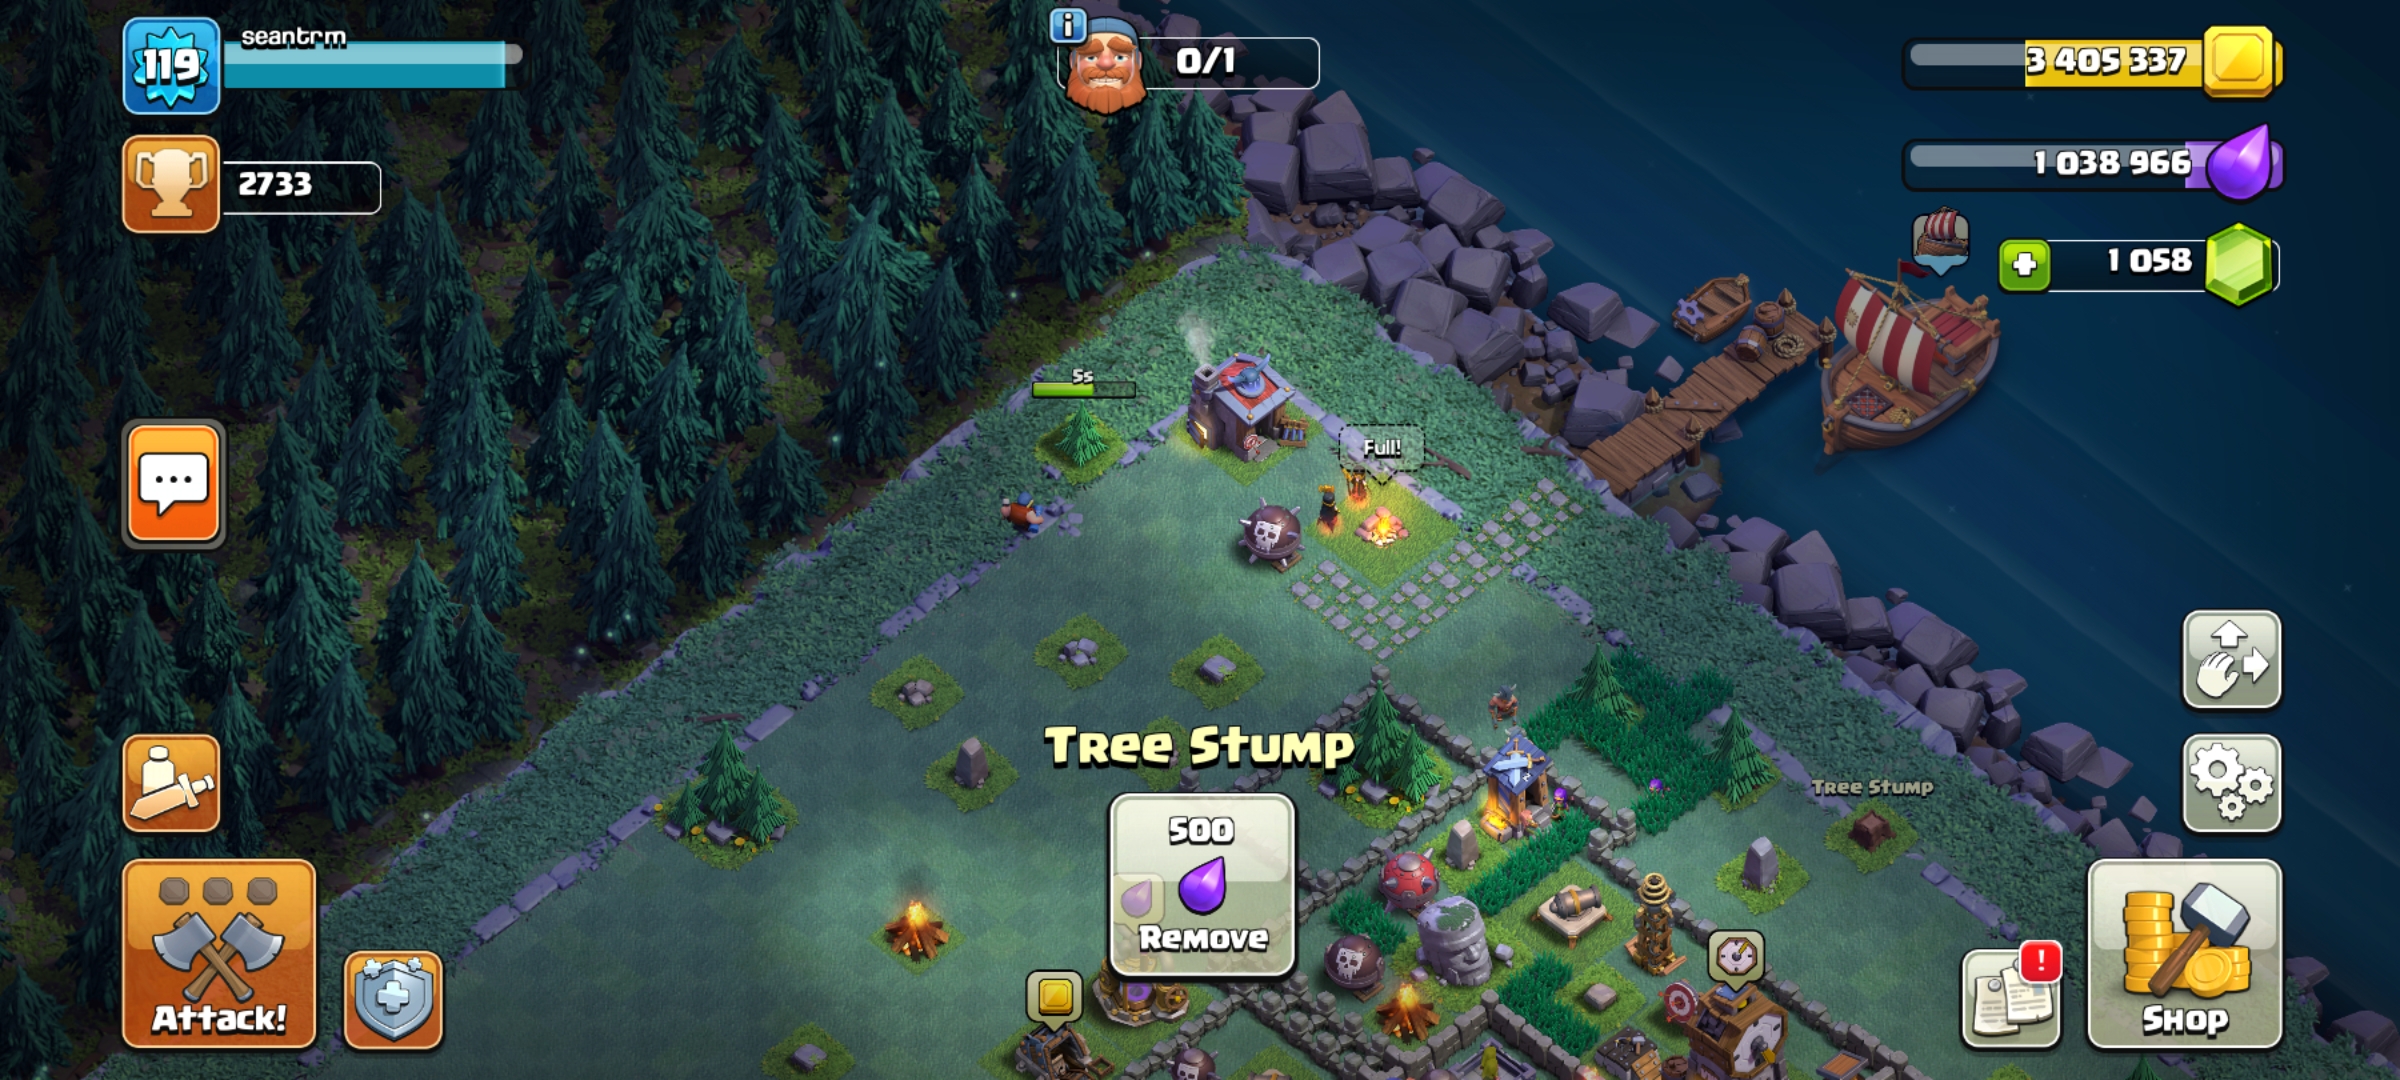 119
seantrm
0/1
3 405 337
2733
1 038 966
1 058
5s
Full!
Tree Stump
Tree Stump
500
Remove
Attack!
!
Shop